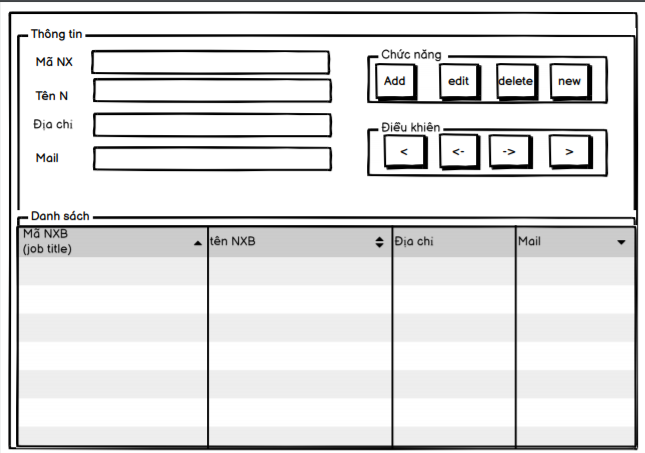 Thông tin
Mã NX
Tên N
Địa chỉ
Mail
Chức năng
Add edit delete new
Điều khiên
< <- -> >
Danh sách
Mã NXB tên NXB Địa chỉ Mail
(job title)